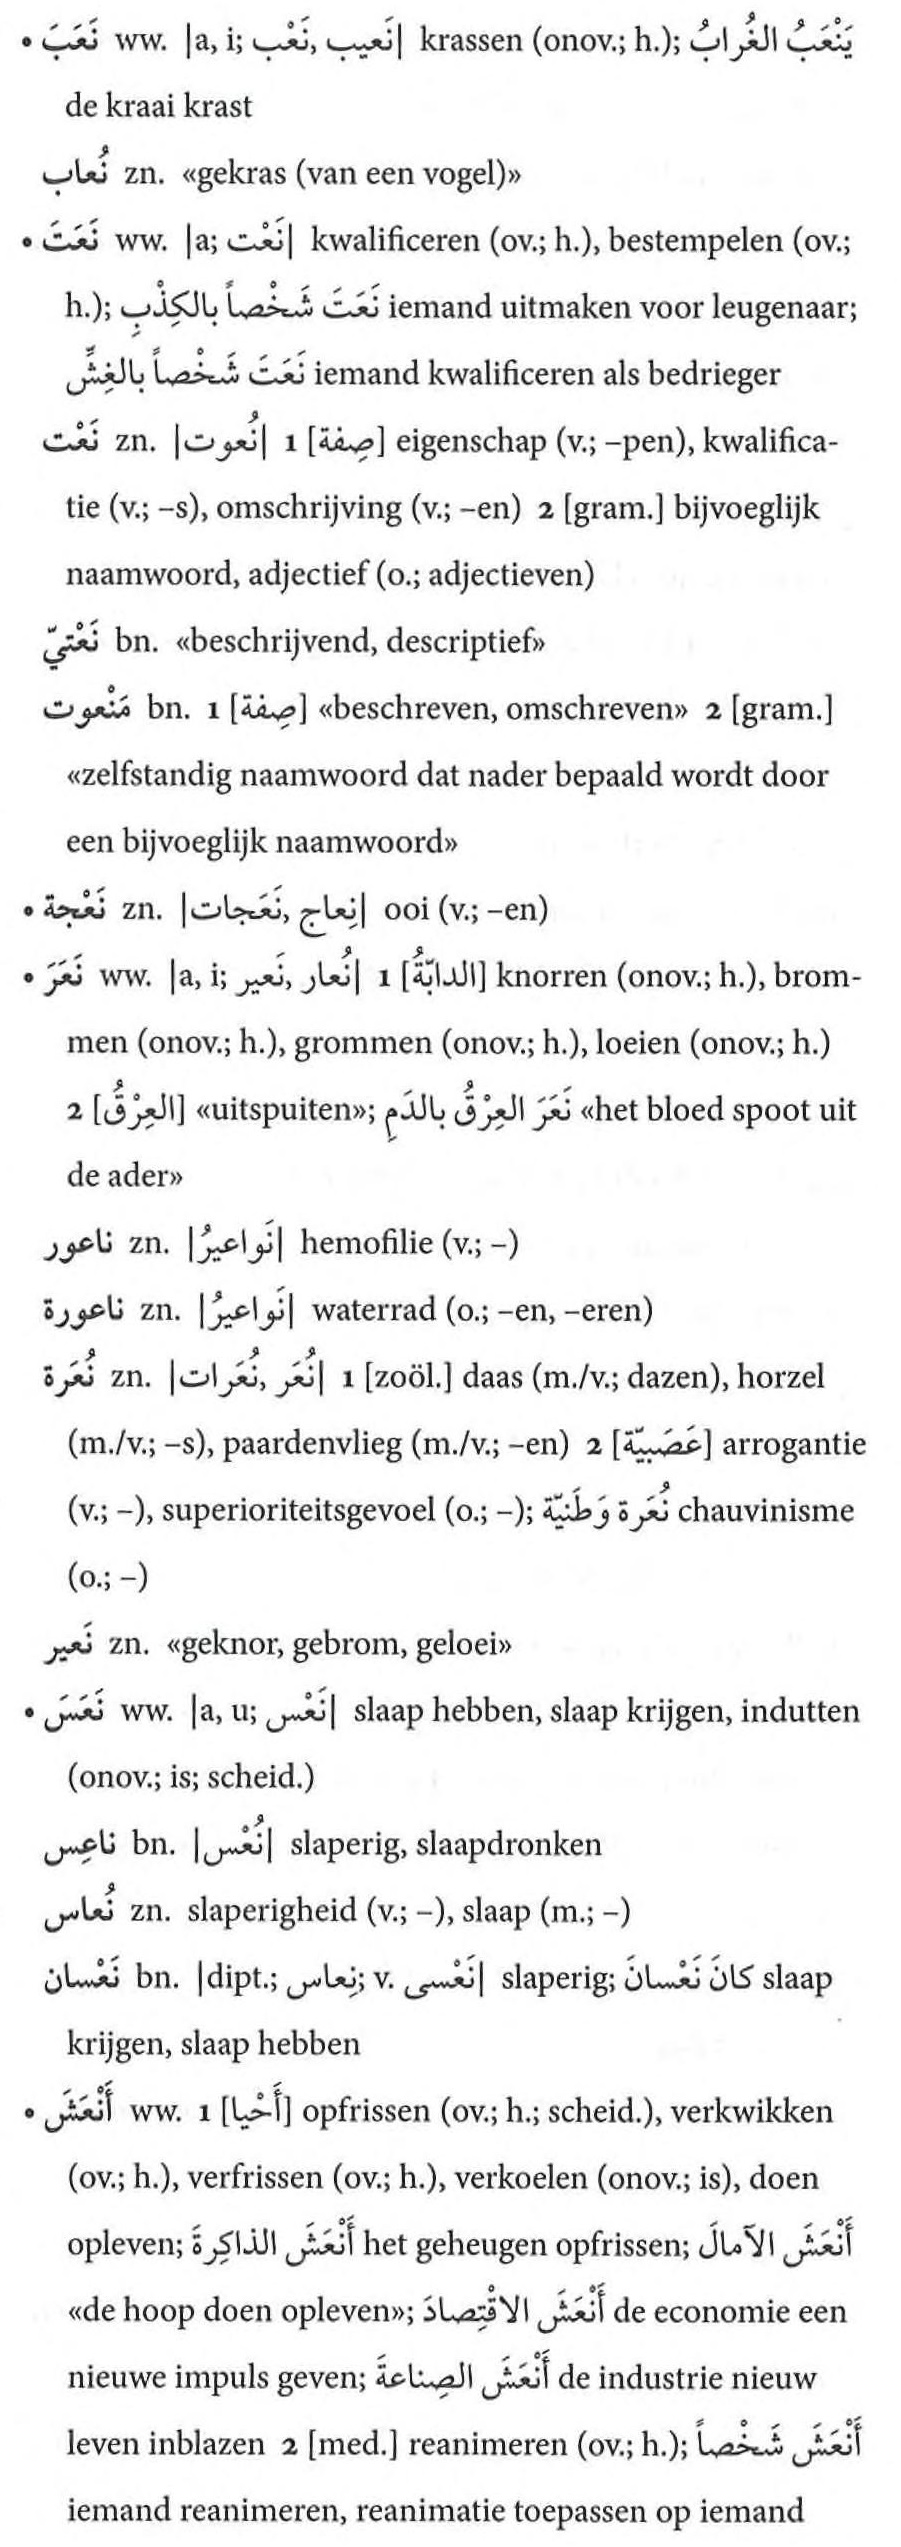 • نَعَبَ ww. |a, i; نَعيب, نَعْب| krassen (onov.; h.); يَنْعَبُ الغُرابُ
de kraai krast
نُعاب zn. «gekras (van een vogel)»
• نَعَتَ ww. |a; نَعْت| kwalificeren (ov.; h.), bestempelen (ov.;
h.); نَعَتَ شَخْصاً بالكِذْبِ iemand uitmaken voor leugenaar;
نَعَتَ شَخْصاً بالغِشِّ iemand kwalificeren als bedrieger
نَعْت zn. |نُعوت| 1 [صِفة] eigenschap (v.; –pen), kwalifica-
tie (v.; –s), omschrijving (v.; –en) 2 [gram.] bijvoeglijk
naamwoord, adjectief (o.; adjectieven)
نَعْتيّ bn. «beschrijvend, descriptief»
مَنْعوت bn. 1 [صِفة] «beschreven, omschreven» 2 [gram.]
«zelfstandig naamwoord dat nader bepaald wordt door
een bijvoeglijk naamwoord»
• نَعْجة zn. |نِعاج, نَعَجات| ooi (v.; –en)
• نَعَرَ ww. |a, i; نُعار, نَعير| 1 [الدابّةُ] knorren (onov.; h.), brom-
men (onov.; h.), grommen (onov.; h.), loeien (onov.; h.)
2 [العِرْقُ] «uitspuiten»; نَعَرَ العِرْقُ بالدَمِ «het bloed spoot uit
de ader»
ناعور zn. |نَواعيرُ| hemofilie (v.; –)
ناعورة zn. |نَواعيرُ| waterrad (o.; –en, –eren)
نُعَرة zn. |نُعَر, نُعَرات| 1 [zoöl.] daas (m./v.; dazen), horzel
(m./v.; –s), paardenvlieg (m./v.; –en) 2 [عَصَبيّة] arrogantie
(v.; –), superioriteitsgevoel (o.; –); نُعَرة وَطَنيّة chauvinisme
(o.; –)
نَعير zn. «geknor, gebrom, geloei»
• نَعَسَ ww. |a, u; نَعْس| slaap hebben, slaap krijgen, indutten
(onov.; is; scheid.)
ناعِس bn. |نُعْس| slaperig, slaapdronken
نُعاس zn. slaperigheid (v.; –), slaap (m.; –)
نَعْسان bn. |dipt.; نِعاس; v. نَعْسى| slaperig; كانَ نَعْسانَ slaap
krijgen, slaap hebben
• أَنْعَشَ ww. 1 [أَحْيا] opfrissen (ov.; h.; scheid.), verkwikken
(ov.; h.), verfrissen (ov.; h.), verkoelen (onov.; is), doen
opleven; أَنْعَشَ الذاكِرةَ het geheugen opfrissen; أَنْعَشَ الآمالَ
«de hoop doen opleven»; أَنْعَشَ الاقْتِصادَ de economie een
nieuwe impuls geven; أَنْعَشَ الصِناعةَ de industrie nieuw
leven inblazen 2 [med.] reanimeren (ov.; h.); أَنْعَشَ شَخْصاً
iemand reanimeren, reanimatie toepassen op iemand